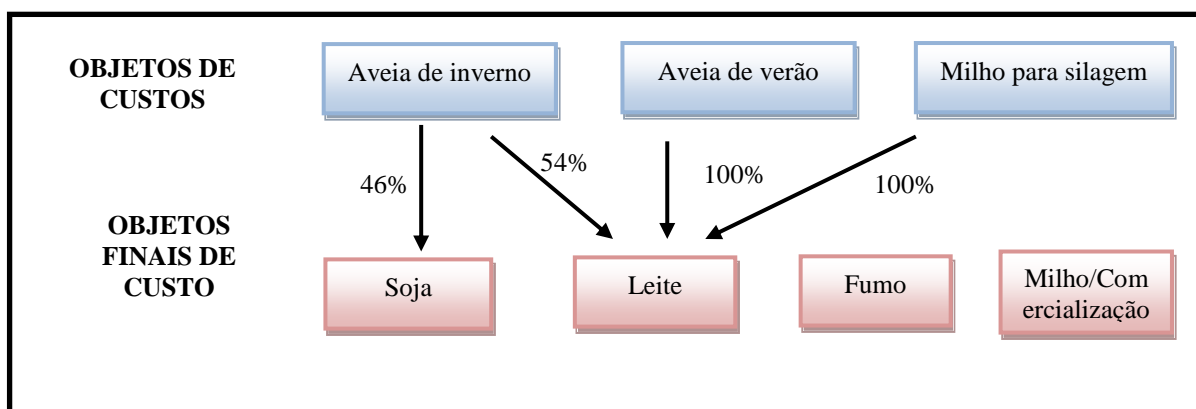 OBJETOS DE
CUSTOS
Aveia de inverno
Aveia de verão
Milho para silagem
46%
54%
100%
100%
OBJETOS
FINAIS DE
CUSTO
Soja
Leite
Fumo
Milho/Com
ercialização